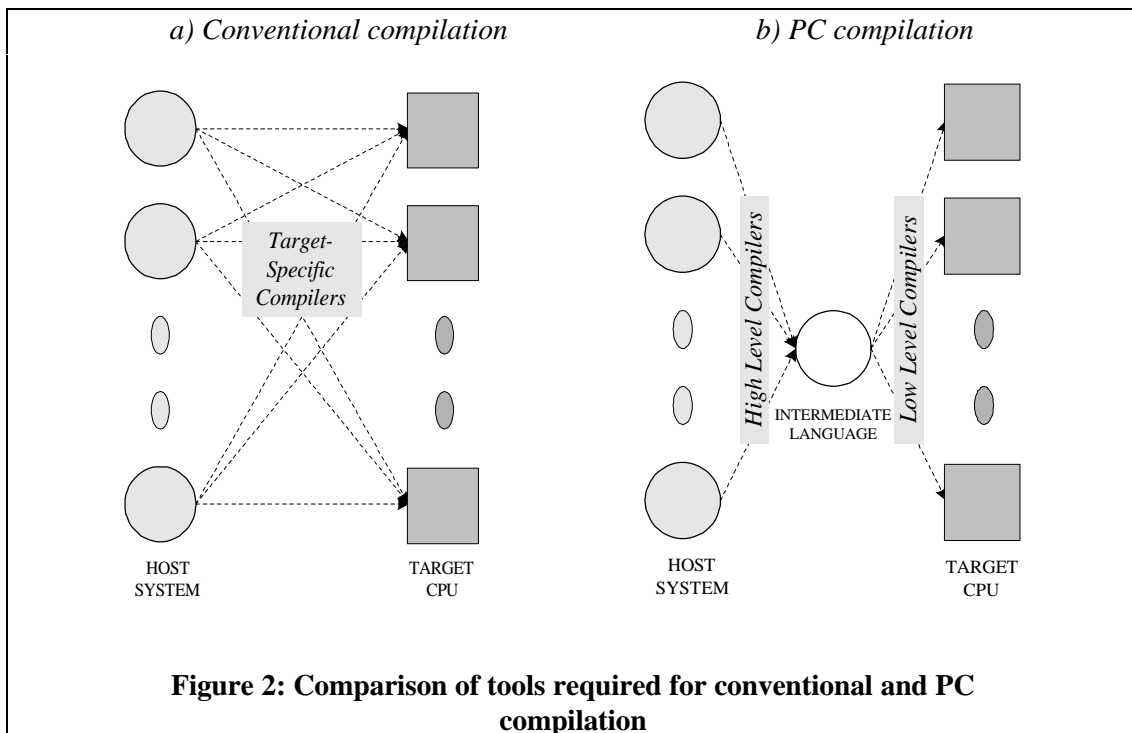 a) Conventional compilation
b) PC compilation
Target-
Specific
Compilers
HOST
SYSTEM
TARGET
CPU
High Level Compilers
INTERMEDIATE
LANGUAGE
Low Level Compilers
HOST
SYSTEM
TARGET
CPU
Figure 2: Comparison of tools required for conventional and PC
compilation